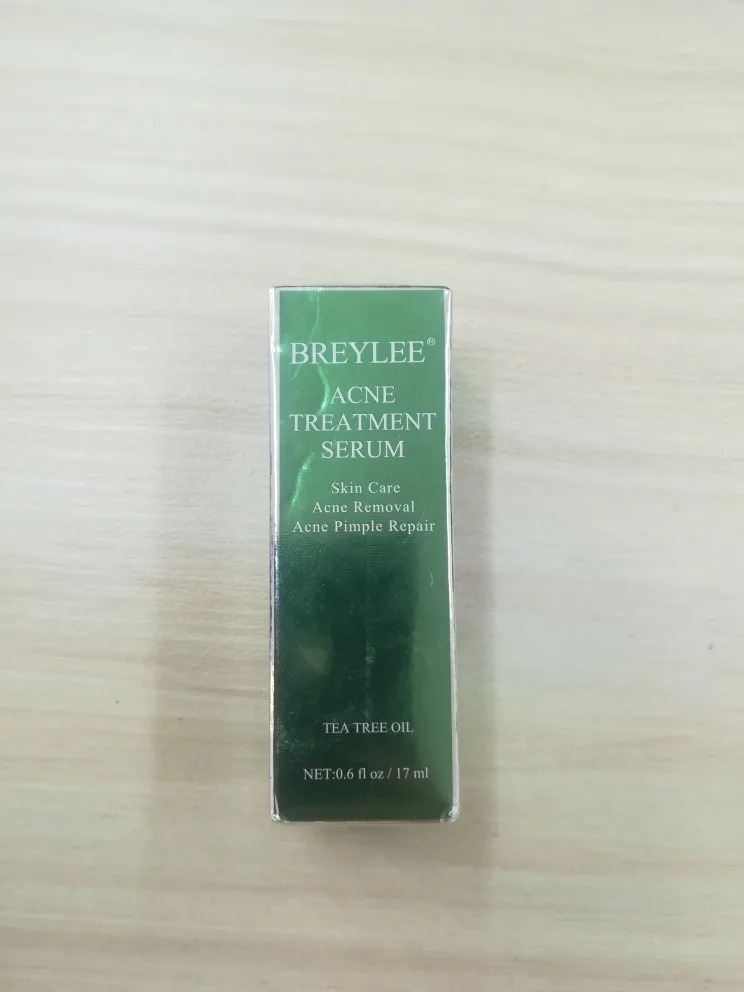 BREYLEE®
ACNE
TREATMENT
SERUM
Skin Care
Acne Removal
Acne Pimple Repair
TEA TREE OIL
NET:0.6 fl oz / 17 ml